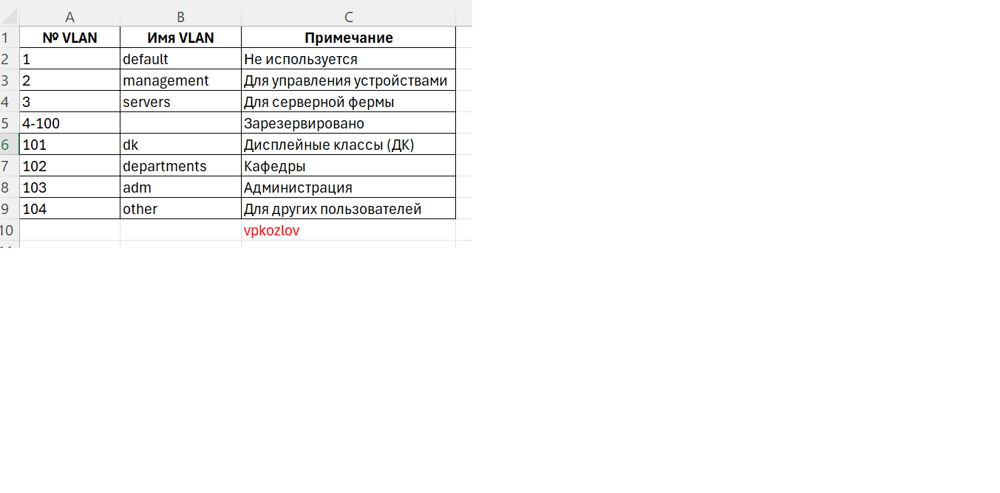 A B C
1 № VLAN Имя VLAN Примечание
2 1 default Не используется
3 2 management Для управления устройствами
4 3 servers Для серверной фермы
5 4-100 Зарезервировано
6 101 dk Дисплейные классы (ДК)
7 102 departments Кафедры
8 103 adm Администрация
9 104 other Для других пользователей
10 vpkozlov